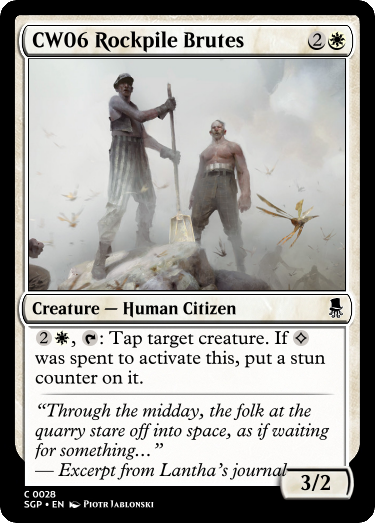 CW06 Rockpile Brutes 2
Creature — Human Citizen
2 , : Tap target creature. If
was spent to activate this, put a stun
counter on it.
“Through the midday, the folk at the
quarry stare off into space, as if waiting
for something...”
— Excerpt from Lantha’s journal
3/2
C 0028
SGP • EN Piotr Jablonski